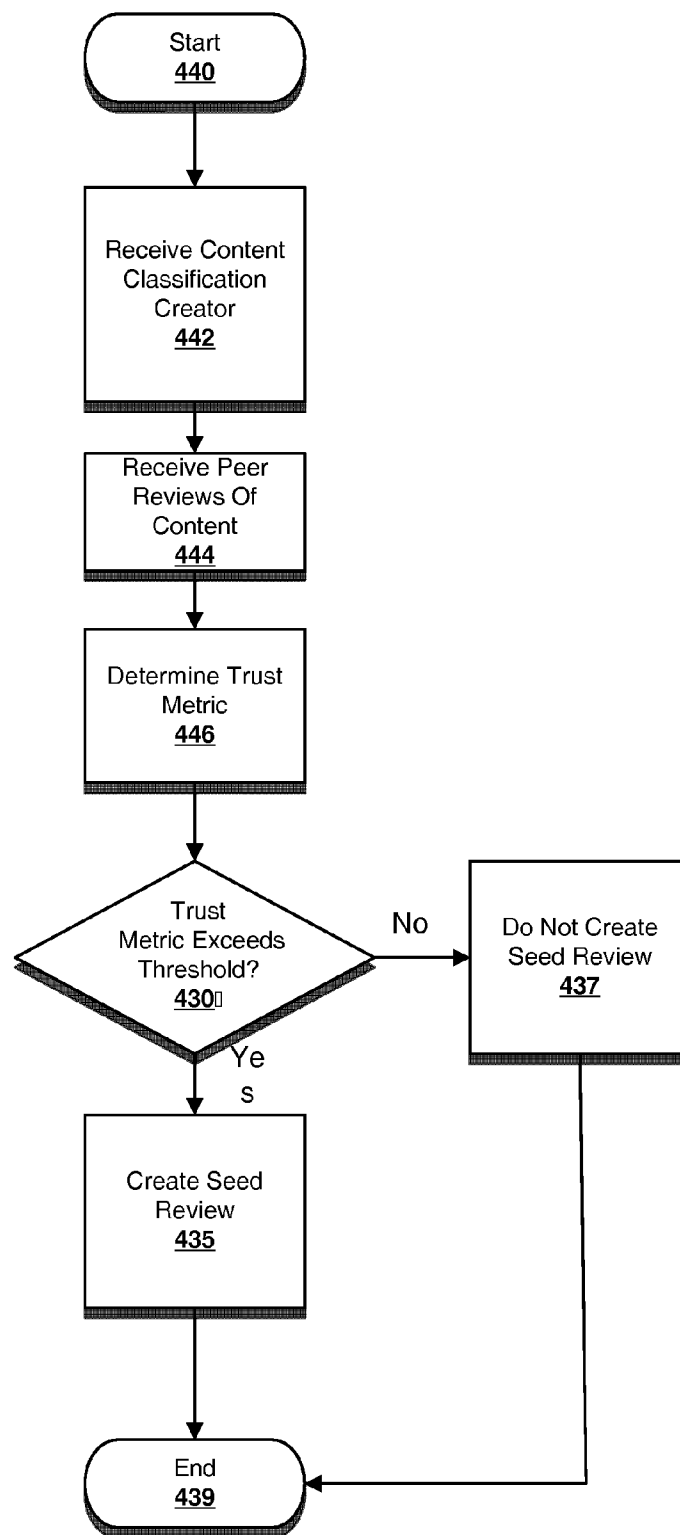 Start
440
Receive Content
Classification
Creator
442
Receive Peer
Reviews Of
Content
444
Determine Trust
Metric
446
Trust
Metric Exceeds
Threshold?
430▯
No
Do Not Create
Seed Review
437
Ye
s
Create Seed
Review
435
End
439